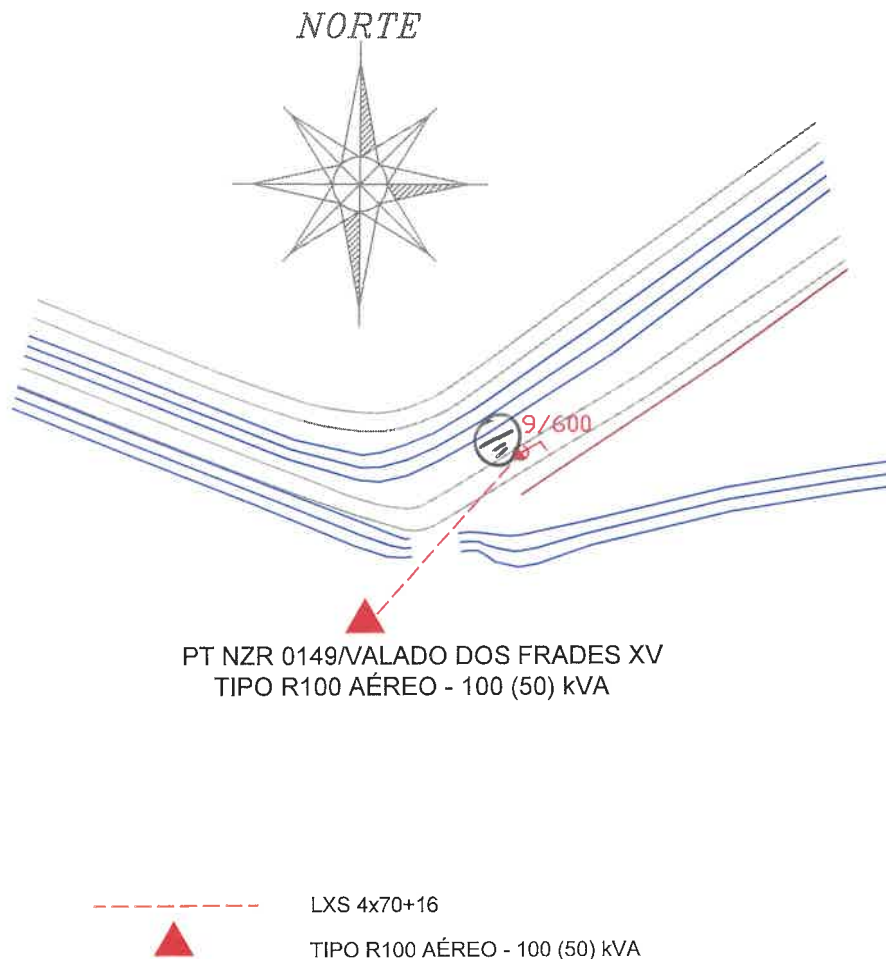 NORTE
9/600
PT NZR 0149/VALADO DOS FRADES XV
TIPO R100 AÉREO - 100 (50) kVA
LXS 4x70+16
TIPO R100 AÉREO - 100 (50) kVA